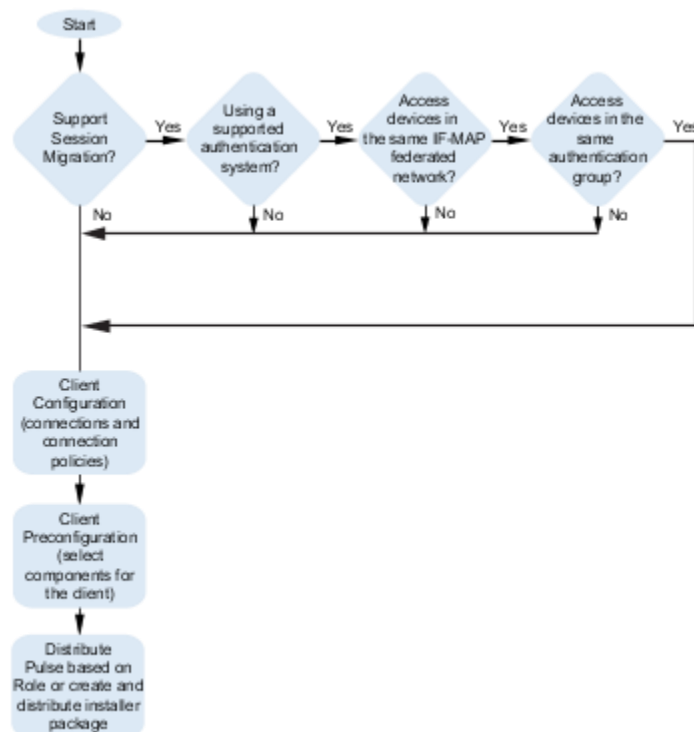 Start
Support
Session
Migration?
Yes
Using a
supported
authentication
system?
Yes
Access
devices in
the same IF-MAP
federated
network?
Yes
Access
devices in the
same
authentication
group?
Yes
No
No
No
No
Client
Configuration
(connections and
connection
policies)
Client
Preconfiguration
(select
components for
the client)
Distribute
Pulse based on
Role or create and
distribute installer
package